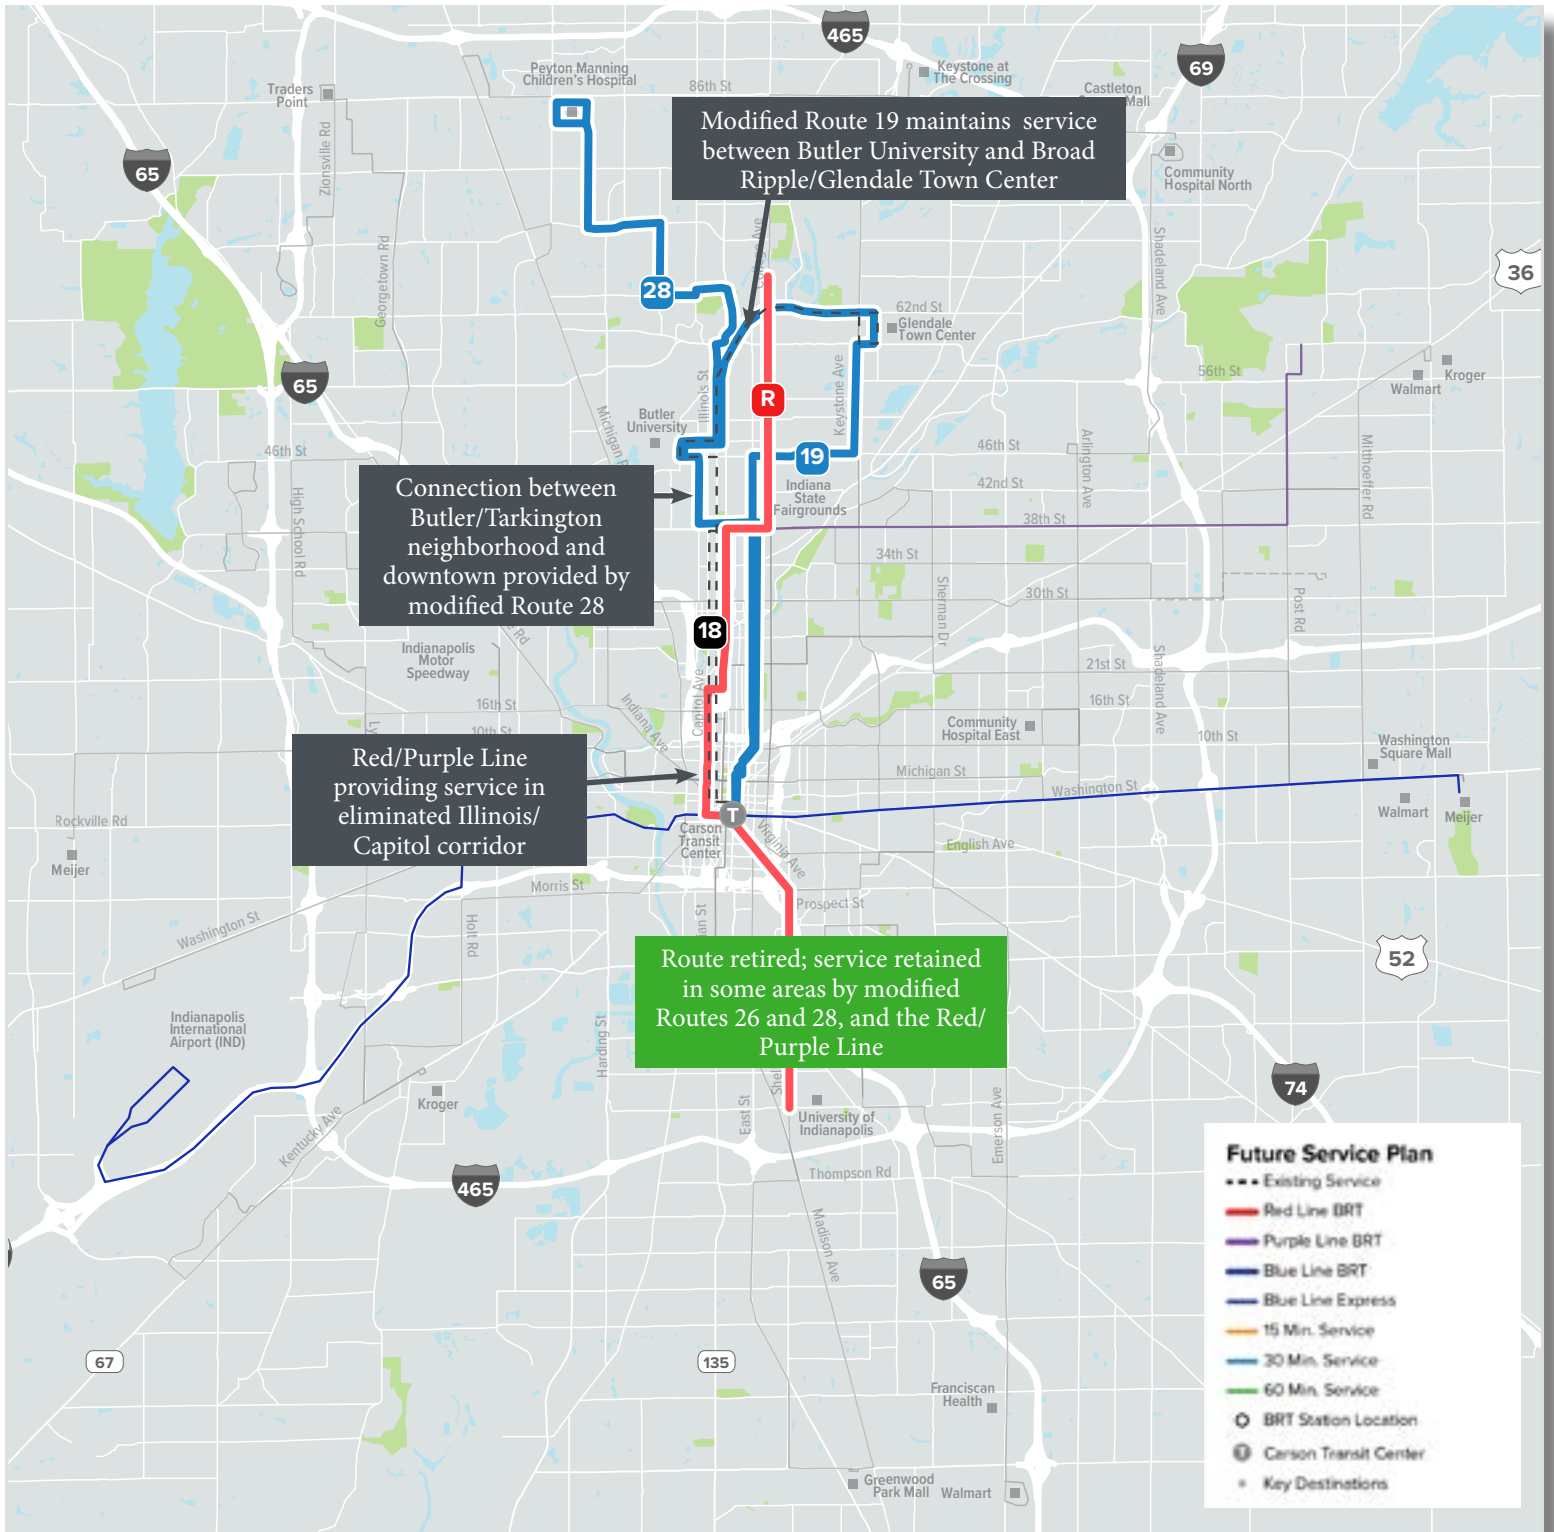 465
69
Peyton Manning
Children's Hospital
Keystone at
The Crossing
86th St
Traders
Point
Castleton
Mall
Modified Route 19 maintains service
between Butler University and Broad
Ripple/Glendale Town Center
Zionsville Rd
65
Community
Hospital North
Georgetown Rd
Shadeland Ave
36
28
62nd St
Glendale
Town Center
65
Illinois St
Keystone Ave
56th St
Walmart
Kroger
R
Butler
University
Michigan R
46th St
19
46th St
Arlington Ave
Mitthoeffer Rd
Connection between
Butler/Tarkington
neighborhood and
downtown provided by
modified Route 28
High School Rd
Indiana
State
Fairgrounds
42nd St
38th St
34th St
30th St
Sherman Dr
Post Rd
18
Indianapolis
Motor
Speedway
21st St
Shadeland Ave
16th St
10th St
Indiana Ave
Capitol Ave
16th St
Community
Hospital East
10th St
Washington
Square Mall
Red/Purple Line
providing service in
eliminated Illinois/
Capitol corridor
Michigan St
Washington St
T
Walmart
Meijer
Rockville Rd
Meijer
Carson
Transit
Center
Virginia Ave
English Ave
Morris St
Prospect St
Washington St
Holt Rd
Route retired; service retained
in some areas by modified
Routes 26 and 28, and the Red/
Purple Line
52
Indianapolis
International
Airport (IND)
Harding St
Kroger
Kentucky Ave
East St
Shel
University of
Indianapolis
Emerson Ave
74
465
Thompson Rd
Madison Ave
65
67
135
Franciscan
Health
Greenwood
Park Mall
Walmart
Future Service Plan
Existing Service
Red Line BRT
Purple Line BRT
Blue Line BRT
Blue Line Express
15 Min. Service
30 Min. Service
60 Min. Service
BRT Station Location
T Carson Transit Center
Key Destinations